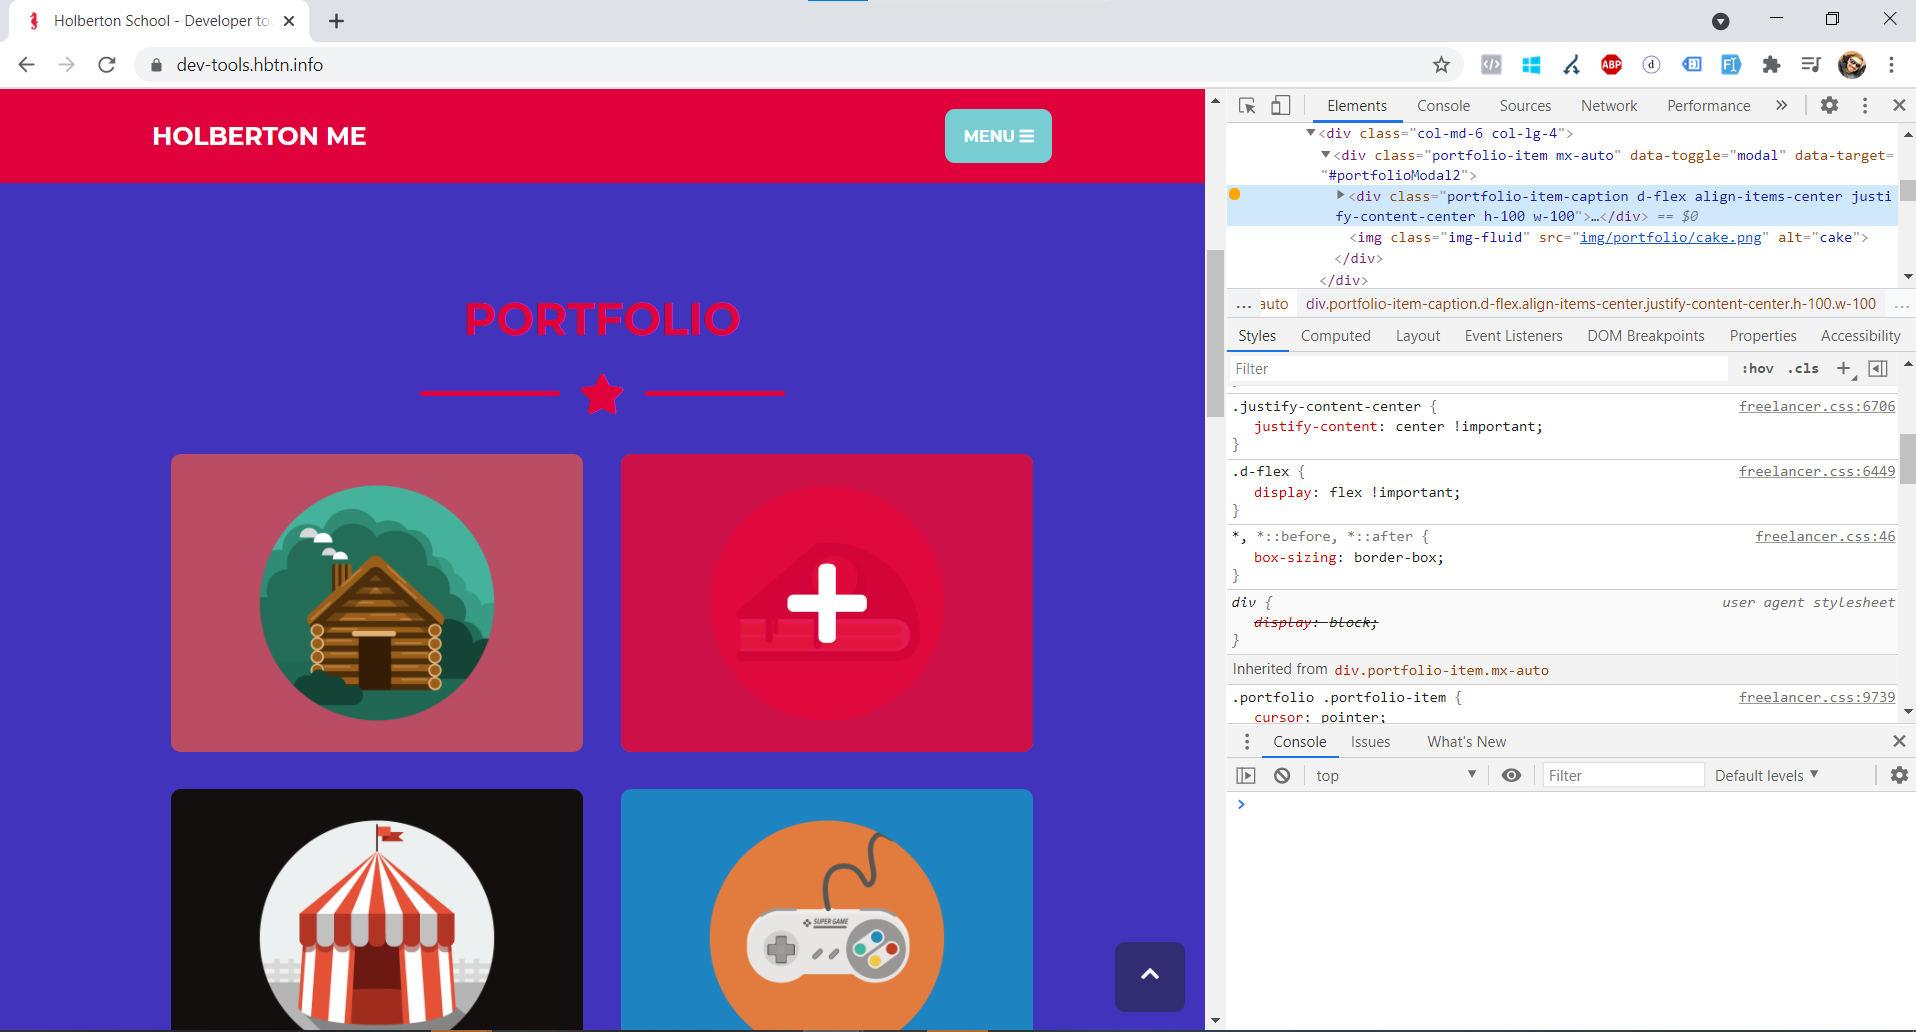 Holberton School - Developer to
dev-tools.hbtn.info
ABP
HOLBERTON ME
MENU
PORTFOLIO
SUPER GAME
Elements Console Sources Network Performance »
<div class="col-md-6 col-lg-4">
<div class="portfolio-item mx-auto" data-toggle="modal" data-target=
"#portfolioModal2">
<div class="portfolio-item-caption d-flex align-items-center justi
fy-content-center h-100 w-100">…</div> == $0
<img class="img-fluid" src="img/portfolio/cake.png" alt="cake">
</div>
</div>
... auto div.portfolio-item-caption.d-flex.align-items-center.justify-content-center.h-100.w-100 ...
Styles Computed Layout Event Listeners DOM Breakpoints Properties Accessibility
Filter :hov .cls +
.justify-content-center { freelancer.css:6706
justify-content: center !important;
}
.d-flex { freelancer.css:6449
display: flex !important;
}
*, *::before, *::after { freelancer.css:46
box-sizing: border-box;
}
div { user agent stylesheet
display: block;
}
Inherited from div.portfolio-item.mx-auto
.portfolio .portfolio-item { freelancer.css:9739
cursor: pointer;
Console Issues What's New
top Filter Default levels